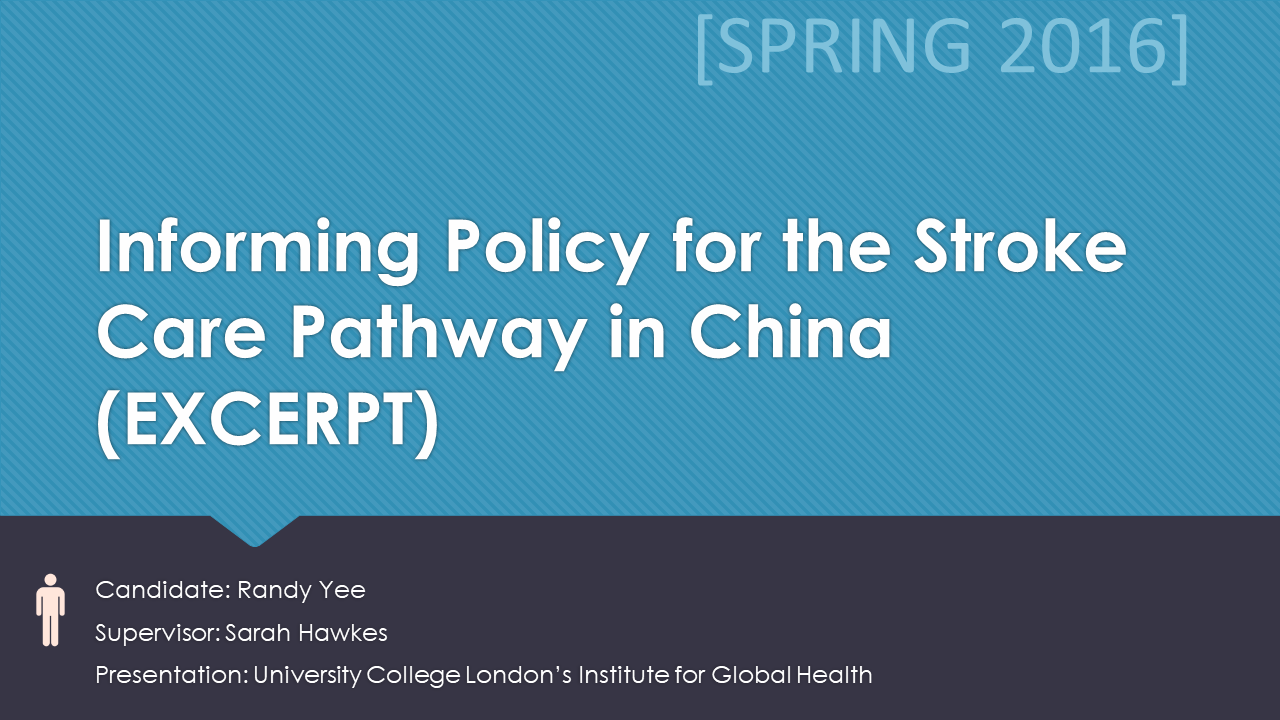 [SPRING 2016]
Informing Policy for the Stroke
Care Pathway in China
(EXCERPT)
Candidate: Randy Yee
Supervisor: Sarah Hawkes
Presentation: University College London’s Institute for Global Health